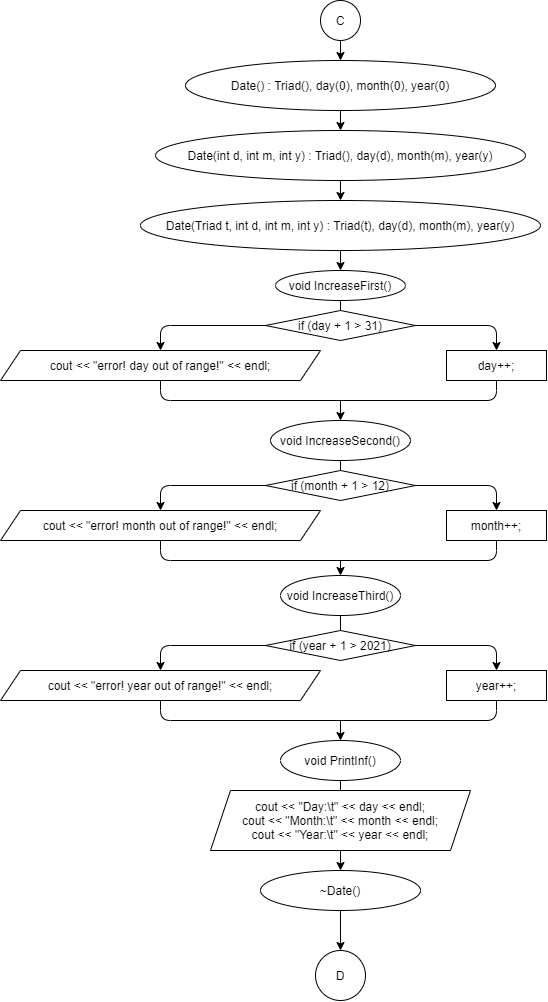 C
Date() : Triad(), day(0), month(0), year(0)
Date(int d, int m, int y) : Triad(), day(d), month(m), year(y)
Date(Triad t, int d, int m, int y) : Triad(t), day(d), month(m), year(y)
void IncreaseFirst()
if (day + 1 > 31)
cout << "error! day out of range!" << endl;
day++;
void IncreaseSecond()
if (month + 1 > 12)
cout << "error! month out of range!" << endl;
month++;
void IncreaseThird()
if (year + 1 > 2021)
cout << "error! year out of range!" << endl;
year++;
void PrintInf()
cout << "Day:\t" << day << endl;
cout << "Month:\t" << month << endl;
cout << "Year:\t" << year << endl;
~Date()
D